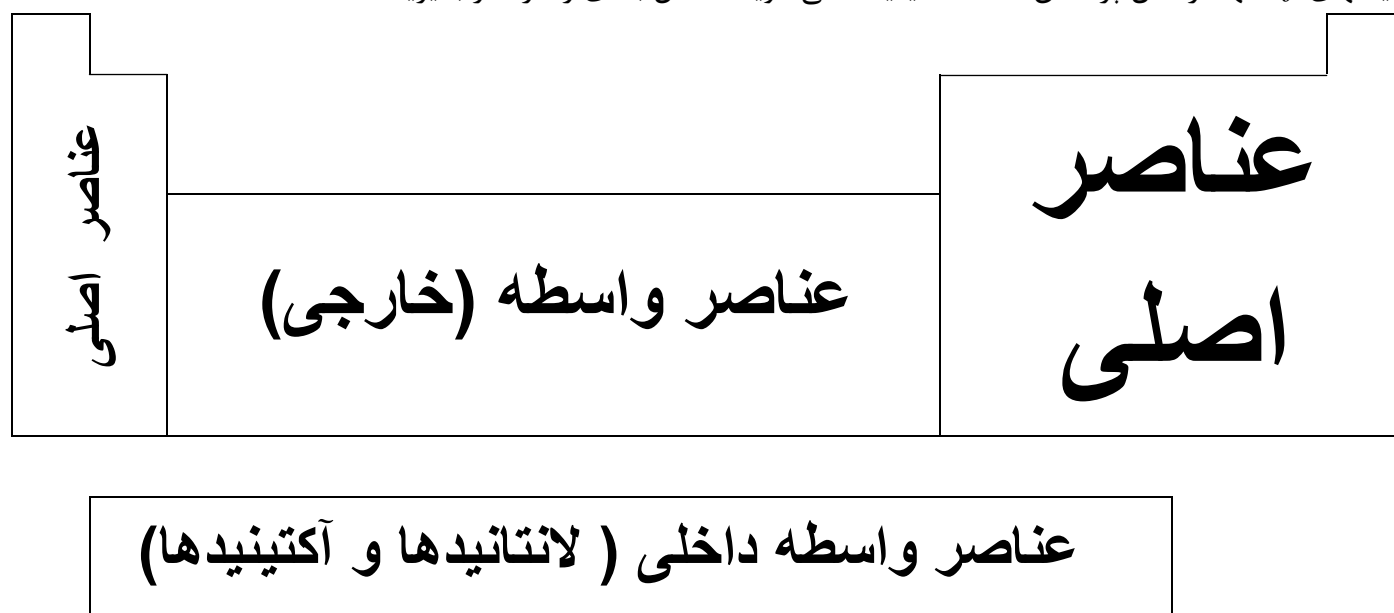 عناصر اصلی
عناصر
اصلی
عناصر واسطه (خارجی)
عناصر واسطه داخلی ( لانتانیدها و آکتینیدها)